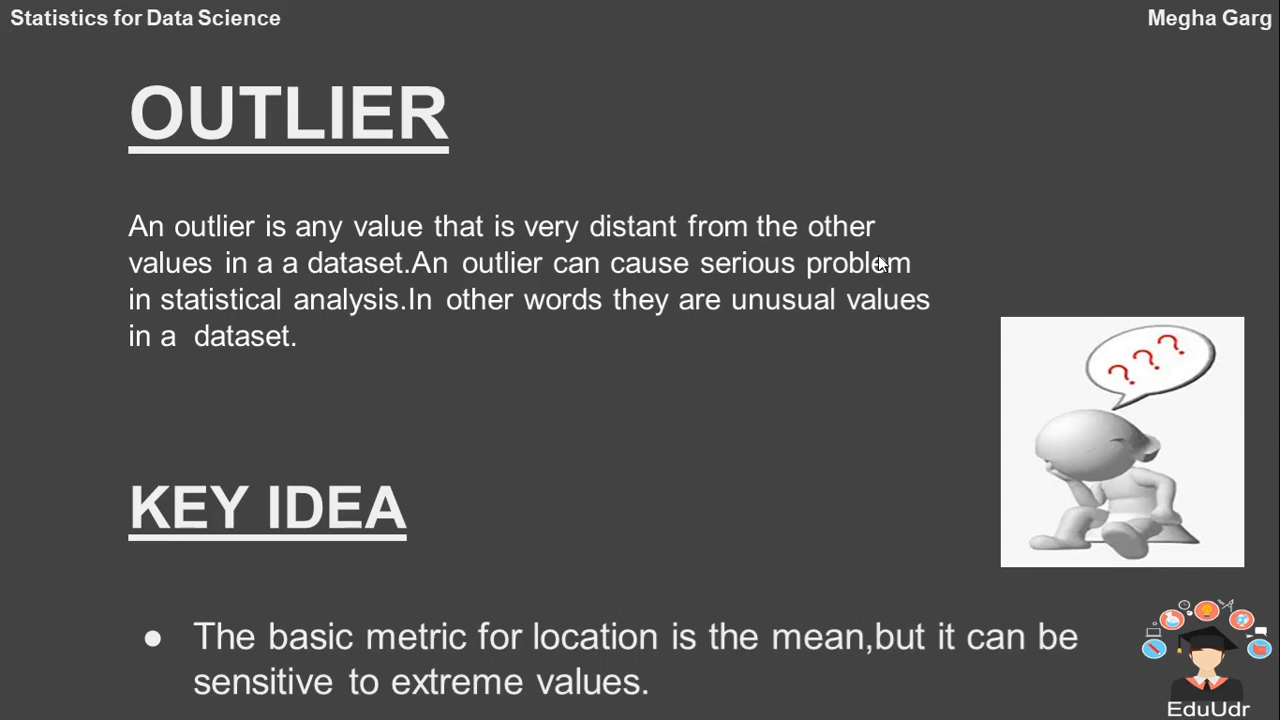 Statistics for Data Science
Megha Garg
OUTLIER
An outlier is any value that is very distant from the other
values in a a dataset.An outlier can cause serious problem
in statistical analysis.In other words they are unusual values
in a dataset.
? ? ?
KEY IDEA
● The basic metric for location is the mean,but it can be
sensitive to extreme values.
EduUdr